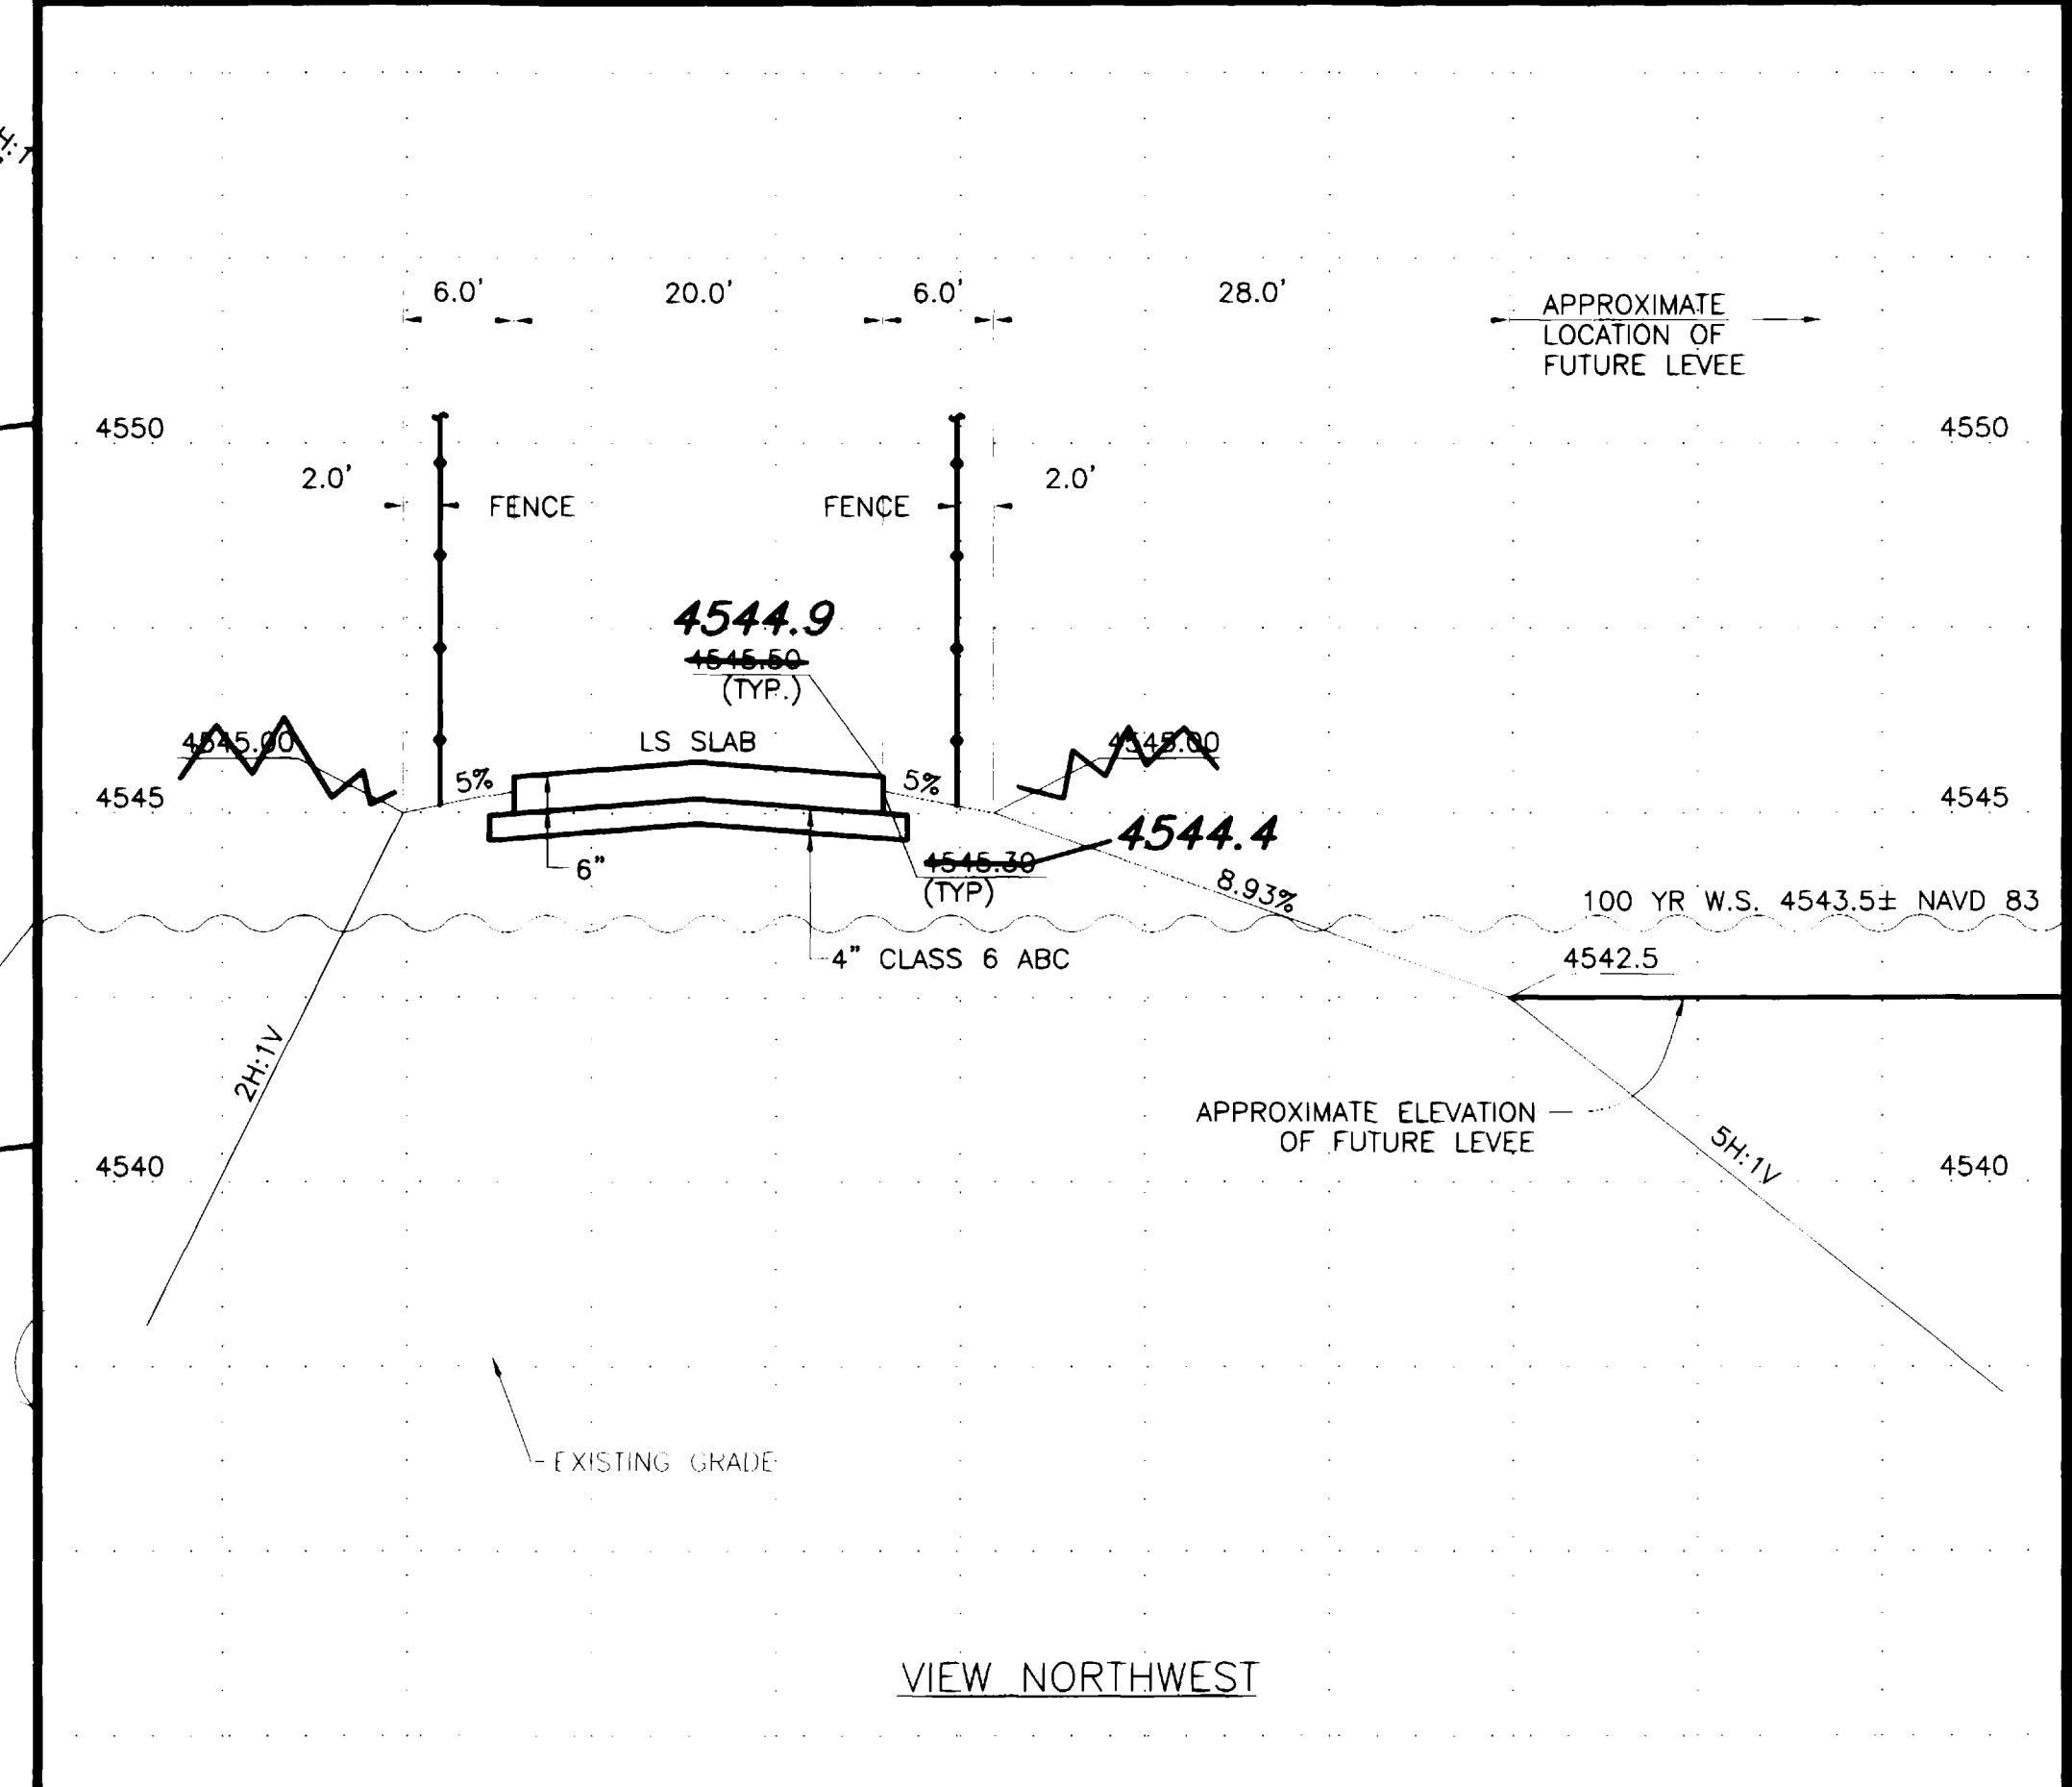 6.0'
20.0'
6.0'
28.0'
APPROXIMATE
LOCATION OF
FUTURE LEVEE
4550
4550
2.0'
2.0'
FENCE
FENCE
4544.9
4545.50
(TYP.)
4545.00
LS SLAB
4545.00
5%
5%
4545
4545
4544.4
4545.30
(TYP)
6"
8.93%
100 YR W.S. 4543.5± NAVD 83
4" CLASS 6 ABC
4542.5
2H:1V
APPROXIMATE ELEVATION
OF FUTURE LEVEE
5H:1V
4540
4540
EXISTING GRADE
VIEW NORTHWEST